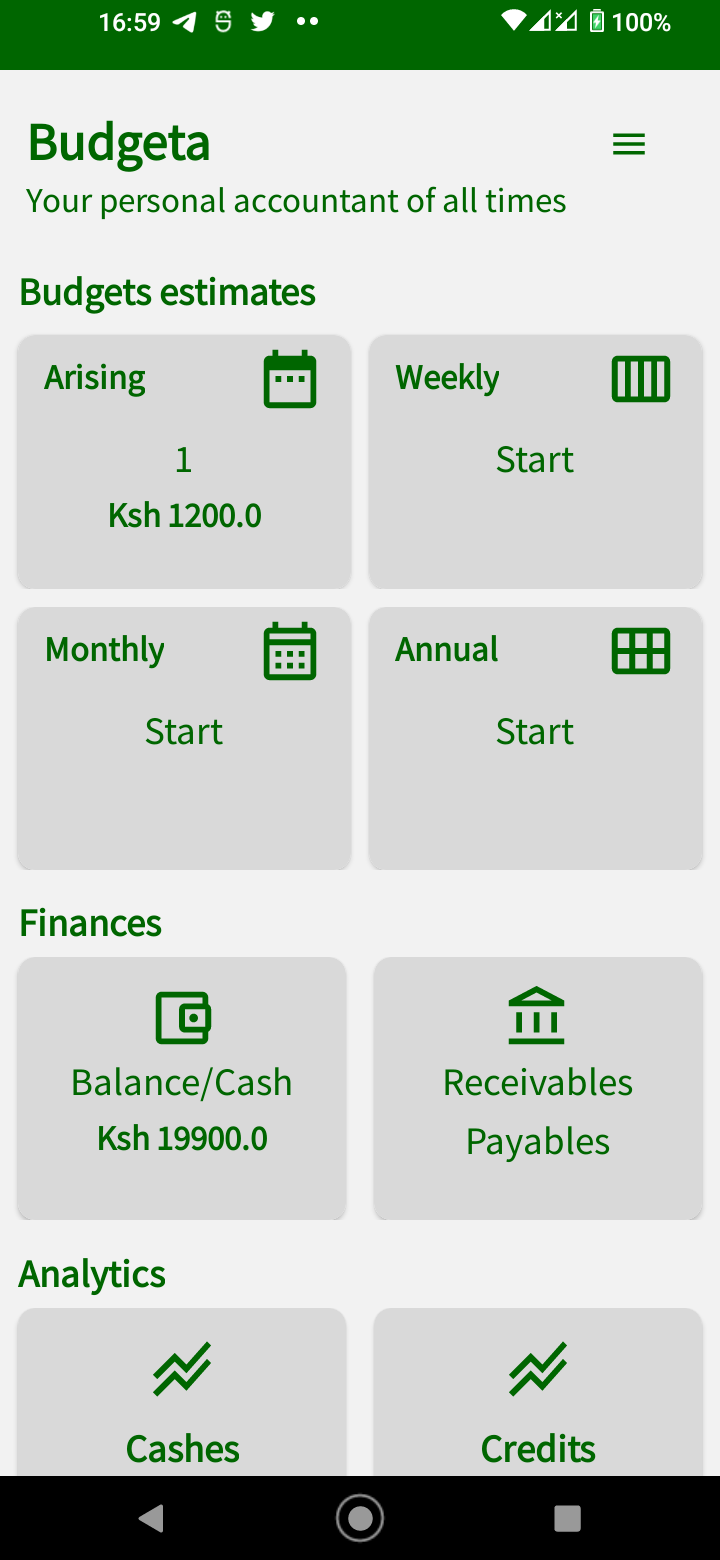 16:59 100%
Budgeta
Your personal accountant of all times
Budgets estimates
Arising
1
Ksh 1200.0
Weekly
Start
Monthly
Start
Annual
Start
Finances
Balance/Cash
Ksh 19900.0
Receivables
Payables
Analytics
Cashes
Credits